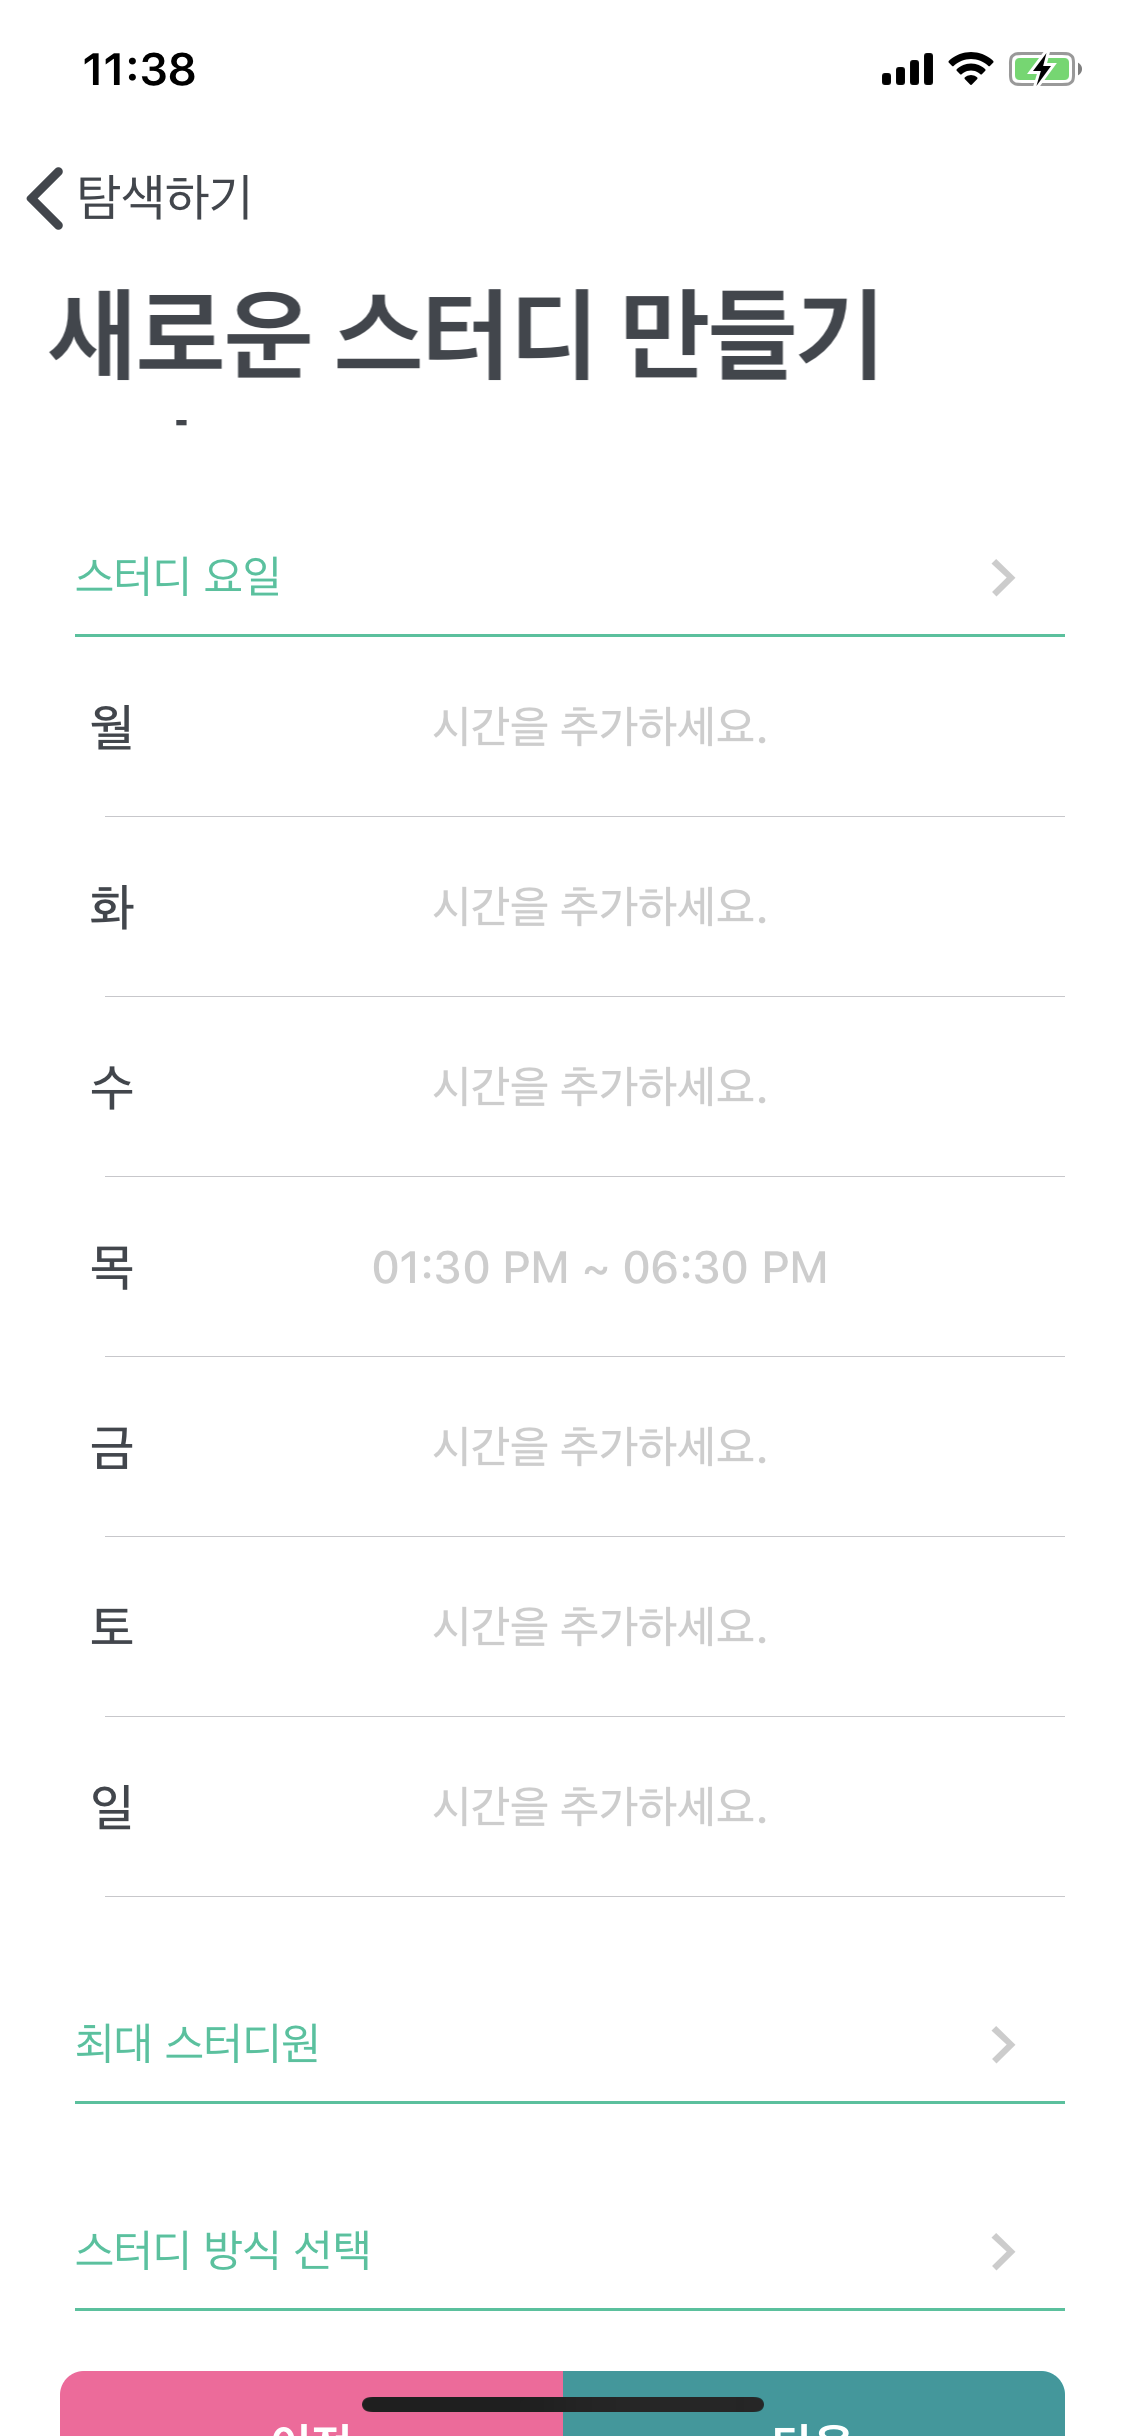 11:38
탐색하기
새로운 스터디 만들기
스터디 요일
월 시간을 추가하세요.
화 시간을 추가하세요.
수 시간을 추가하세요.
목 01:30 PM ~ 06:30 PM
금 시간을 추가하세요.
토 시간을 추가하세요.
일 시간을 추가하세요.
최대 스터디원
스터디 방식 선택